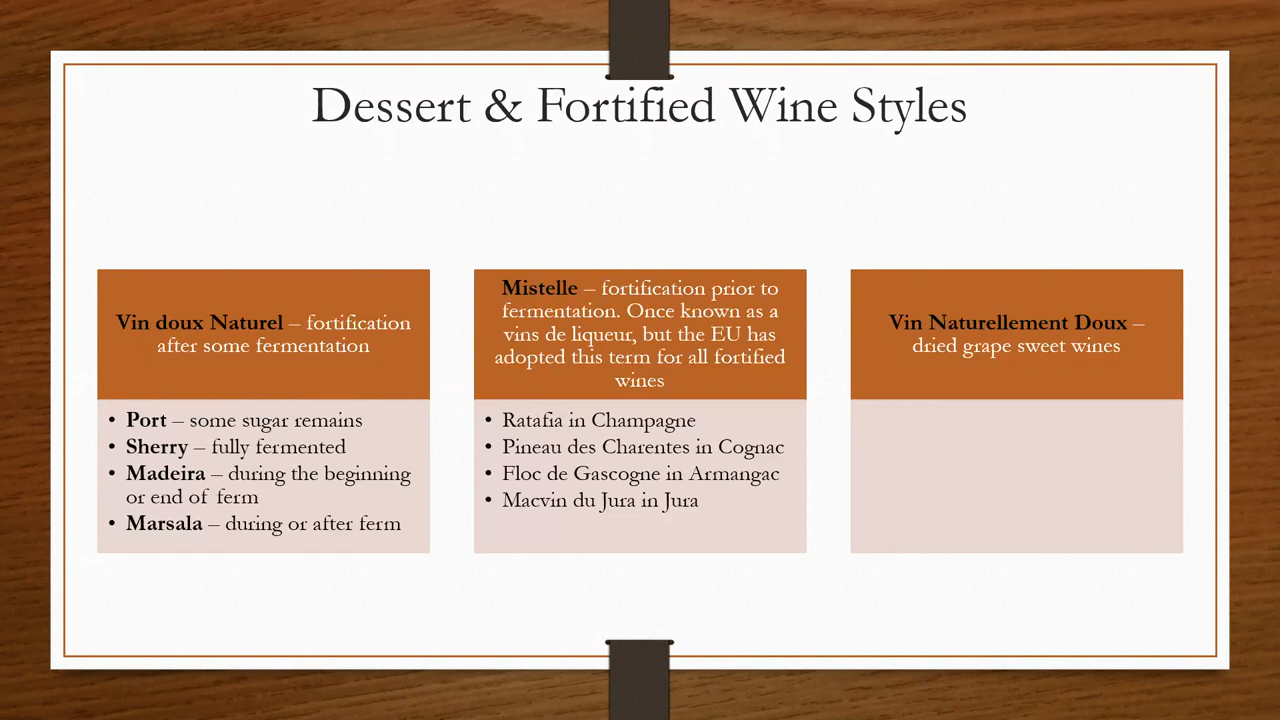 Dessert & Fortified Wine Styles
Vin doux Naturel – fortification
after some fermentation
• Port – some sugar remains
• Sherry – fully fermented
• Madeira – during the beginning
or end of ferm
• Marsala – during or after ferm
Mistelle – fortification prior to
fermentation. Once known as a
vins de liqueur, but the EU has
adopted this term for all fortified
wines
• Ratafia in Champagne
• Pineau des Charentes in Cognac
• Floc de Gascogne in Armangac
• Macvin du Jura in Jura
Vin Naturellement Doux –
dried grape sweet wines